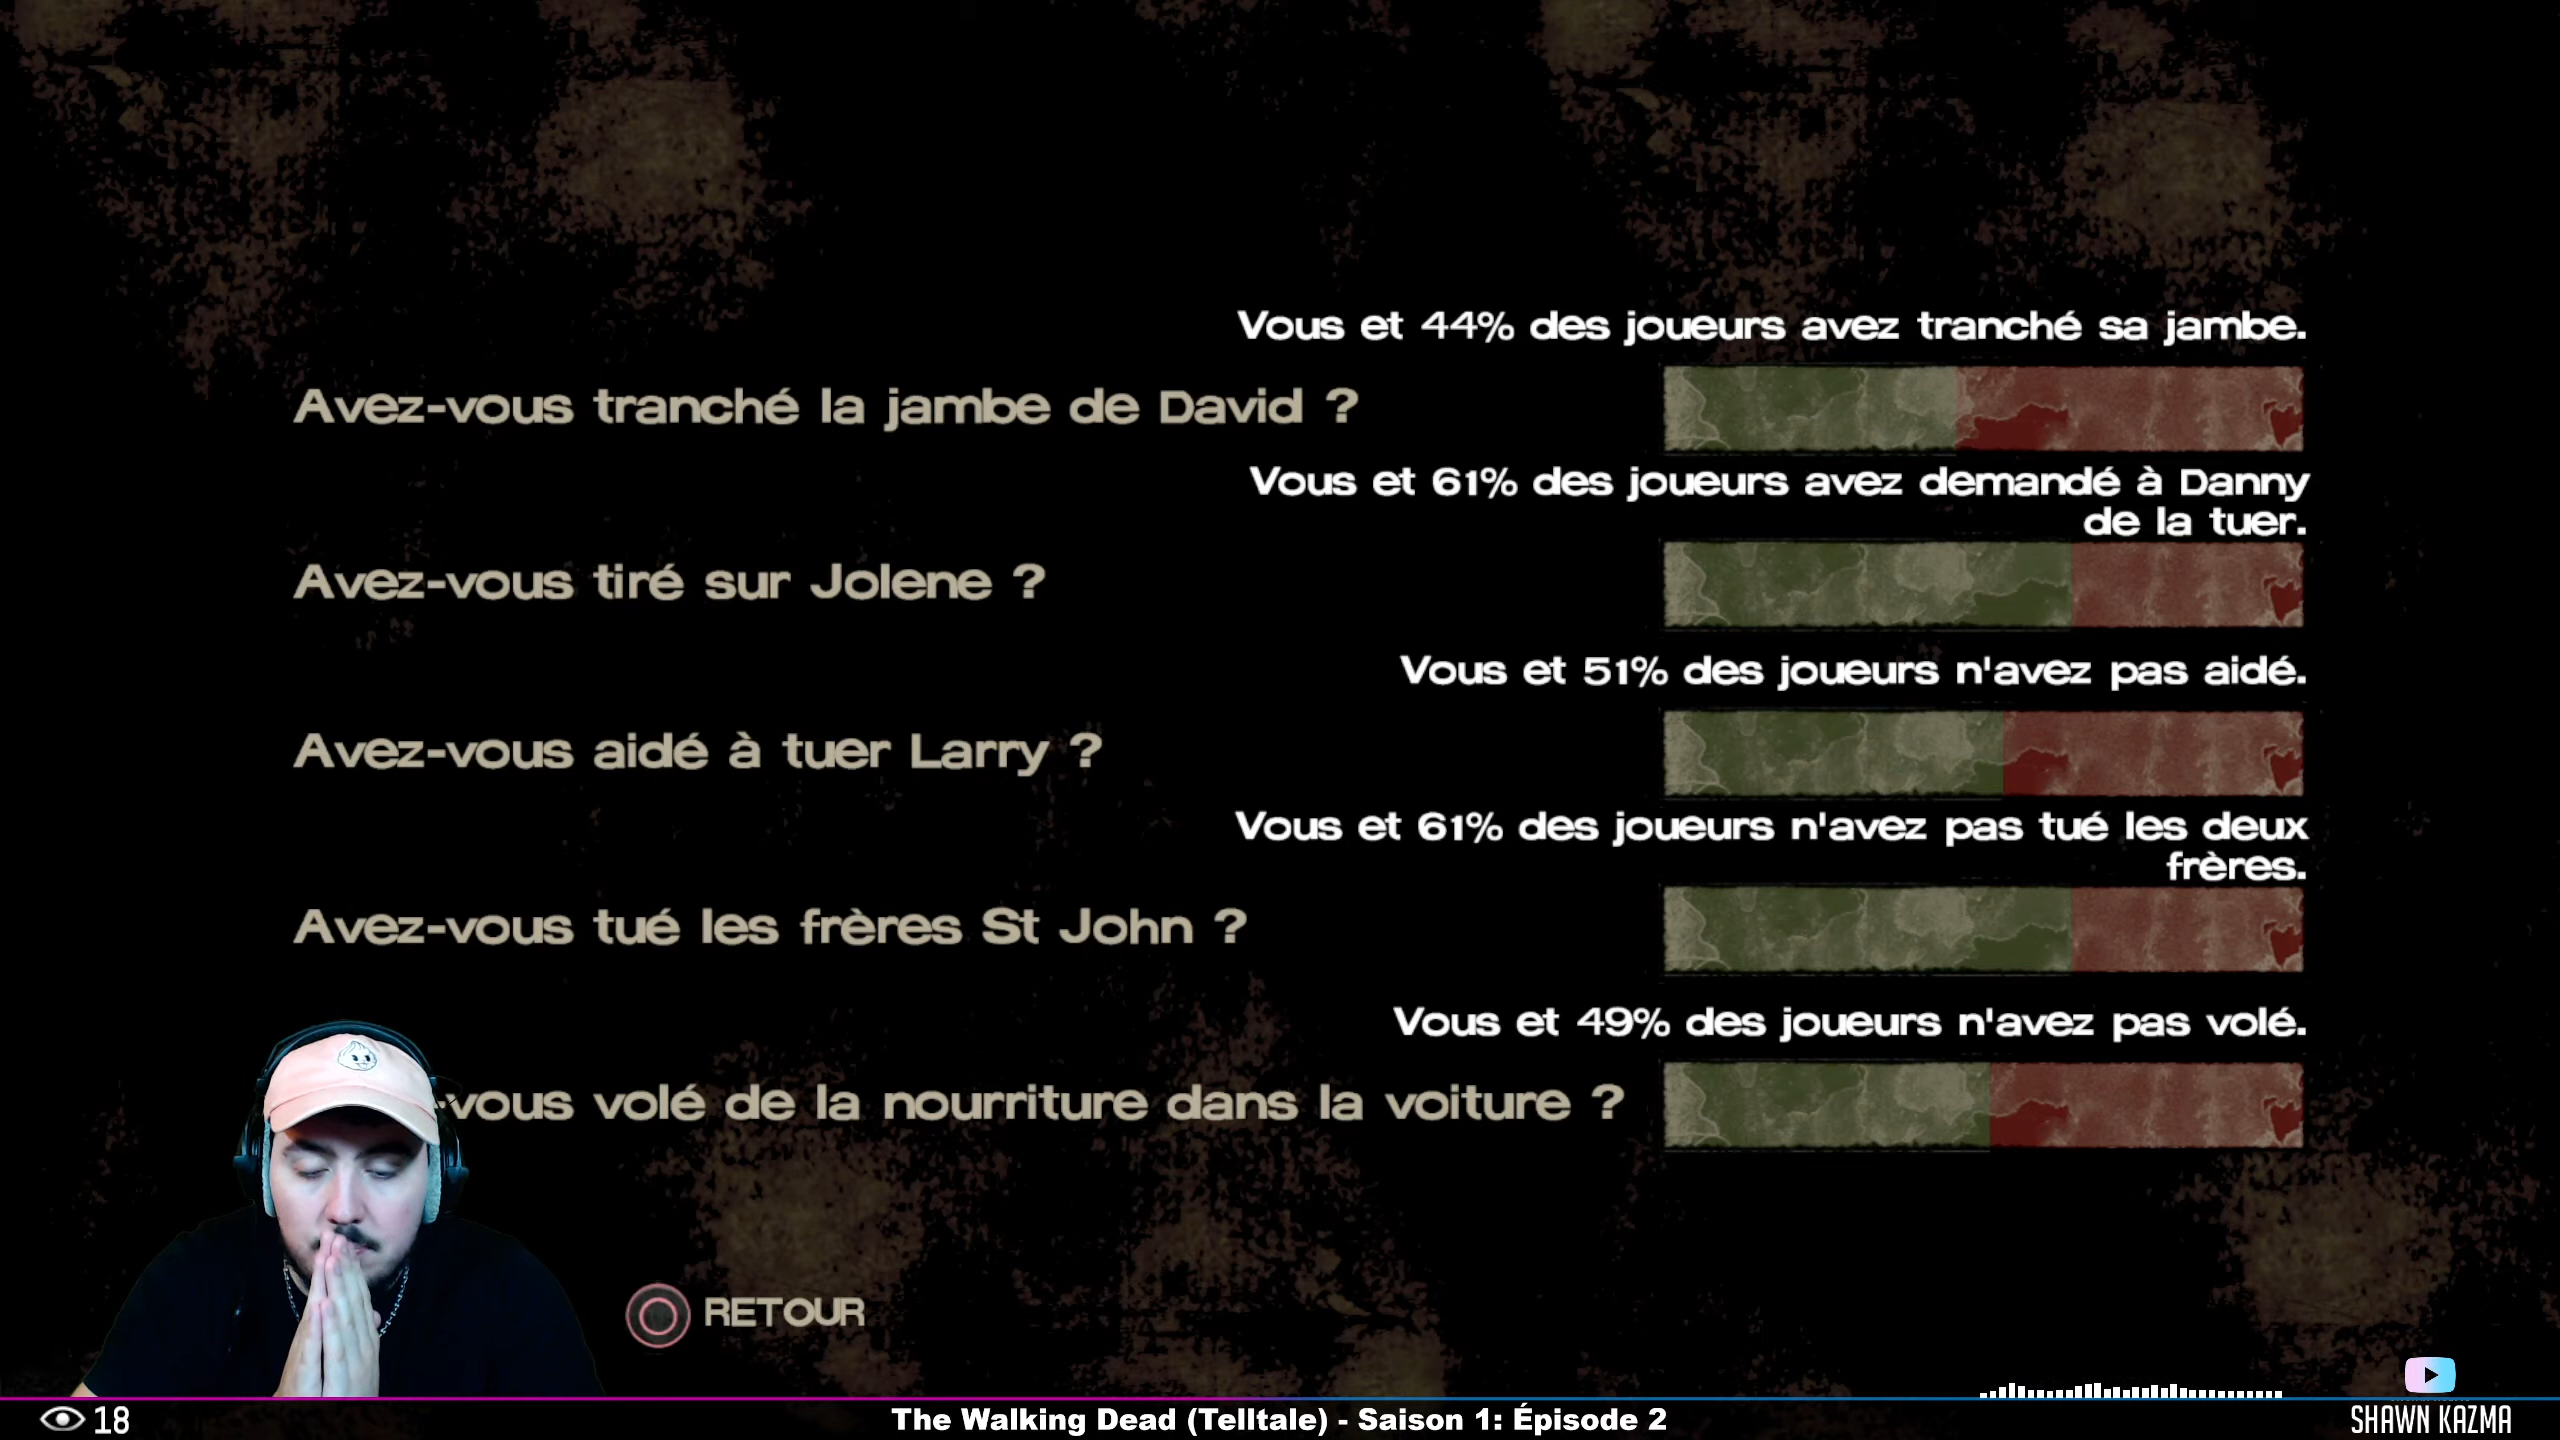 Vous et 44% des joueurs avez tranché sa jambe.
Avez-vous tranché la jambe de David ?
Vous et 61% des joueurs avez demandé à Danny
de la tuer.
Avez-vous tiré sur Jolene ?
Vous et 51% des joueurs n'avez pas aidé.
Avez-vous aidé à tuer Larry ?
Vous et 61% des joueurs n'avez pas tué les deux
frères.
Avez-vous tué les frères St John ?
Vous et 49% des joueurs n'avez pas volé.
-vous volé de la nourriture dans la voiture ?
RETOUR
18
The Walking Dead (Telltale) - Saison 1: Épisode 2
SHAWN KAZMA